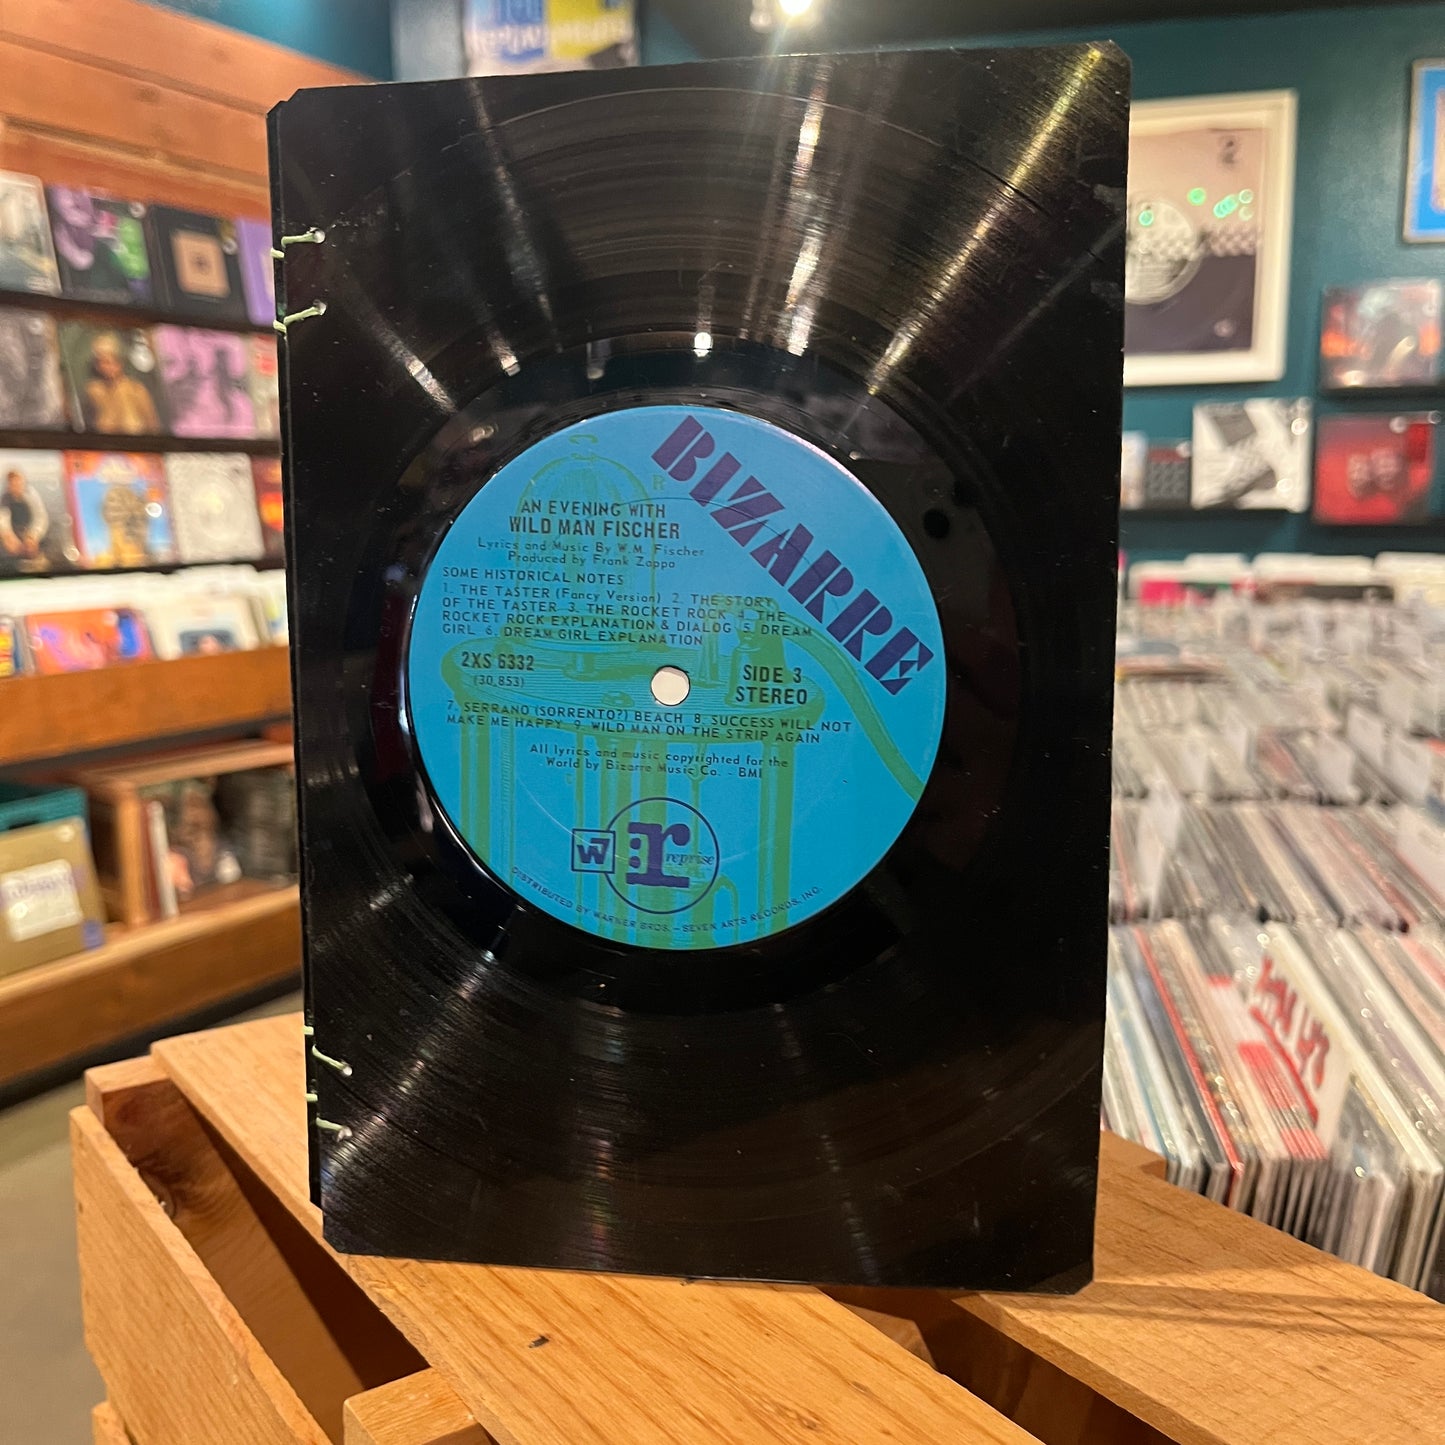 BIZARRE
AN EVENING WITH
WILD MAN FISCHER
Lyrics and Music By W.M. Fischer
Produced by Frank Zappa
SOME HISTORICAL NOTES
1. THE TASTER (Fancy Version) 2. THE STORY
OF THE TASTER 3. THE ROCKET ROCK 4. THE
ROCKET ROCK EXPLANATION & DIALOG 5. DREAM
GIRL 6. DREAM GIRL EXPLANATION
2XS 6332
(30,853)
SIDE 3
STEREO
7. SERRANO (SORRENTO?) BEACH 8. SUCCESS WILL NOT
MAKE ME HAPPY 9. WILD MAN ON THE STRIP AGAIN
All lyrics and music copyrighted for the
World by Bizarre Music Co. - BMI
W7
r
reprise
DISTRIBUTED BY WARNER BROS.–SEVEN ARTS RECORDS, INC.